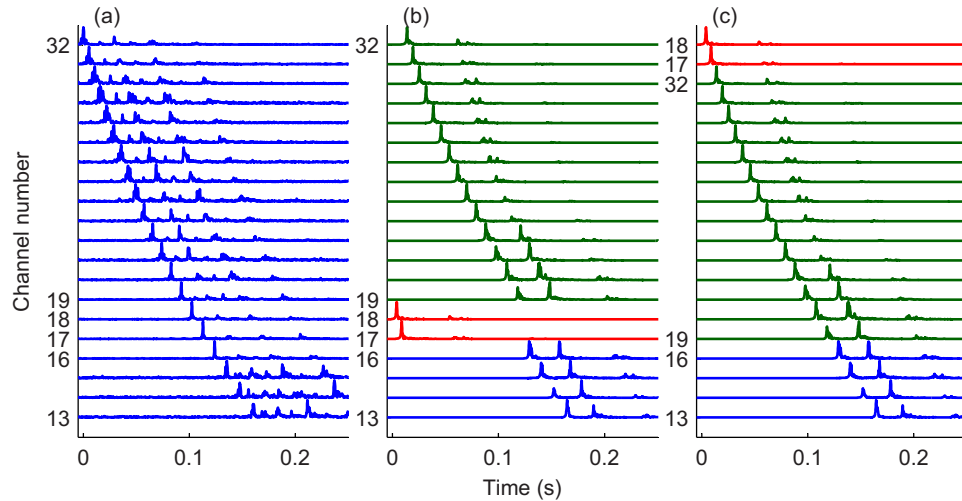 (a) (b) (c)
32 32 18
17
32
19 19
18 18
17 17 19
16 16 16
13 13 13
0 0.1 0.2 0 0.1 0.2 0 0.1 0.2
Time (s)
Channel number